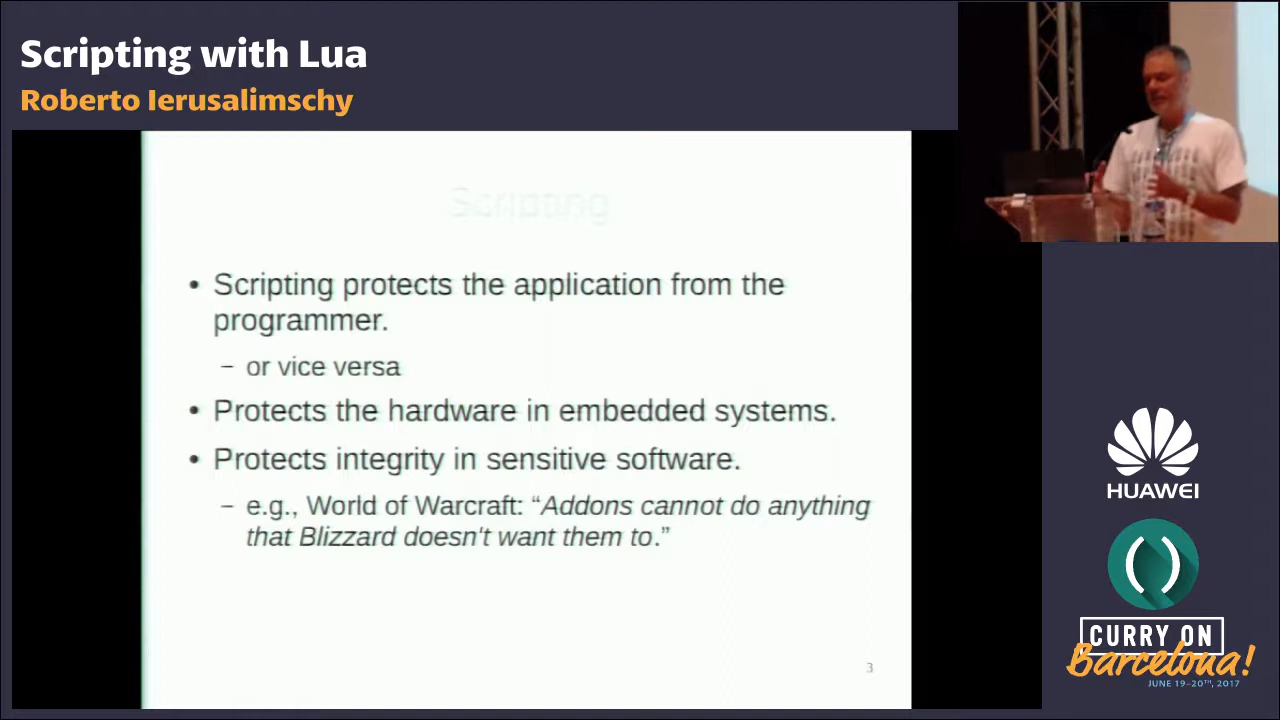 Scripting with Lua
Roberto Ierusalimschy
Scripting
• Scripting protects the application from the
programmer.
– or vice versa
• Protects the hardware in embedded systems.
• Protects integrity in sensitive software.
– e.g., World of Warcraft: “Addons cannot do anything
that Blizzard doesn't want them to.”
3
HUAWEI
( )
CURRY ON
Barcelona!
JUNE 19-20TH, 2017